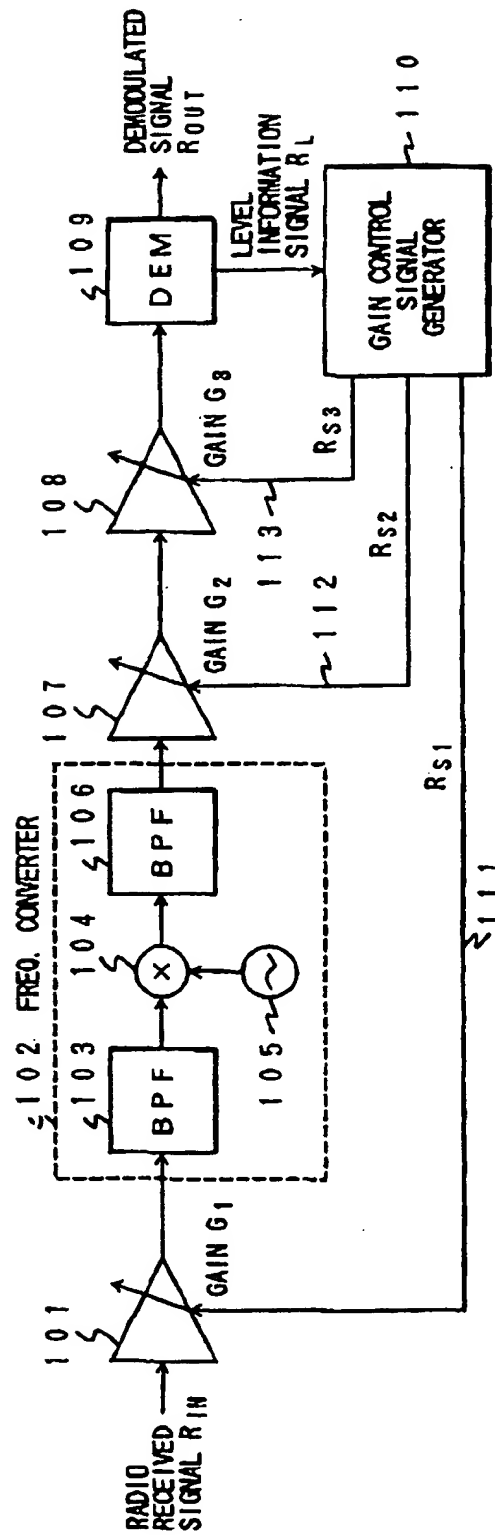 RADIO
RECEIVED
SIGNAL RIN
101
GAIN G1
102 FREQ. CONVERTER
103
BPF
104
X
105
106
BPF
107
GAIN G2
108
GAIN G3
109
DEM
DEMODULATED
SIGNAL
ROUT
LEVEL
INFORMATION
SIGNAL RL
GAIN CONTROL
SIGNAL
GENERATOR
110
RS3
113
RS2
112
RS1
111